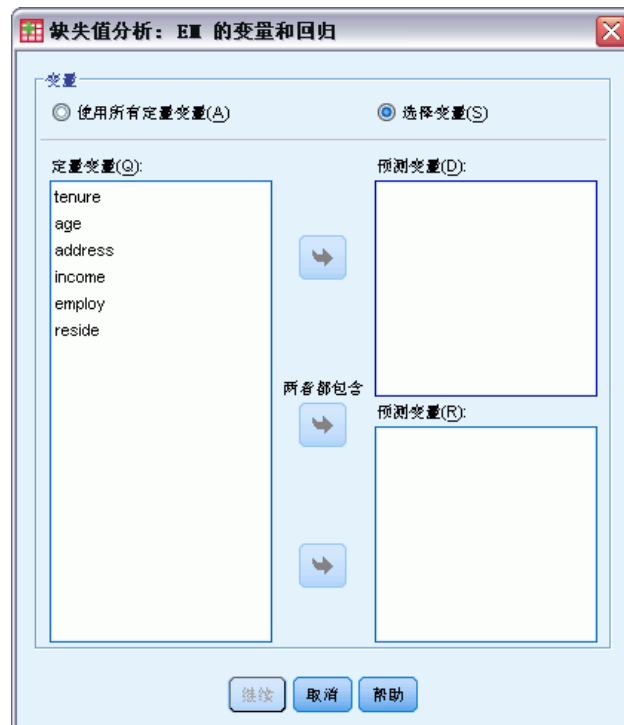 缺失值分析：EM 的变量和回归
变量
使用所有定量变量(A)
选择变量(S)
定量变量(Q):
预测变量(D):
tenure
age
address
income
employ
reside
两者都包含
预测变量(R):
继续
取消
帮助